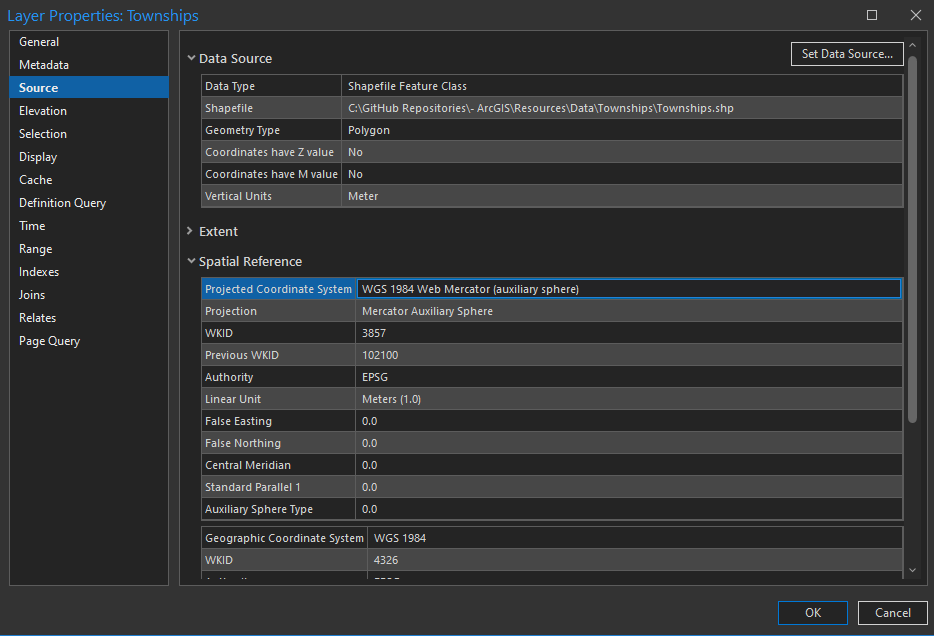 Layer Properties: Townships
General
Metadata
Source
Elevation
Selection
Display
Cache
Definition Query
Time
Range
Indexes
Joins
Relates
Page Query
Set Data Source...
Data Source
Data Type Shapefile Feature Class
Shapefile C:\GitHub Repositories\- ArcGIS\Resources\Data\Townships\Townships.shp
Geometry Type Polygon
Coordinates have Z value No
Coordinates have M value No
Vertical Units Meter
Extent
Spatial Reference
Projected Coordinate System WGS 1984 Web Mercator (auxiliary sphere)
Projection Mercator Auxiliary Sphere
WKID 3857
Previous WKID 102100
Authority EPSG
Linear Unit Meters (1.0)
False Easting 0.0
False Northing 0.0
Central Meridian 0.0
Standard Parallel 1 0.0
Auxiliary Sphere Type 0.0
Geographic Coordinate System WGS 1984
WKID 4326
OK
Cancel